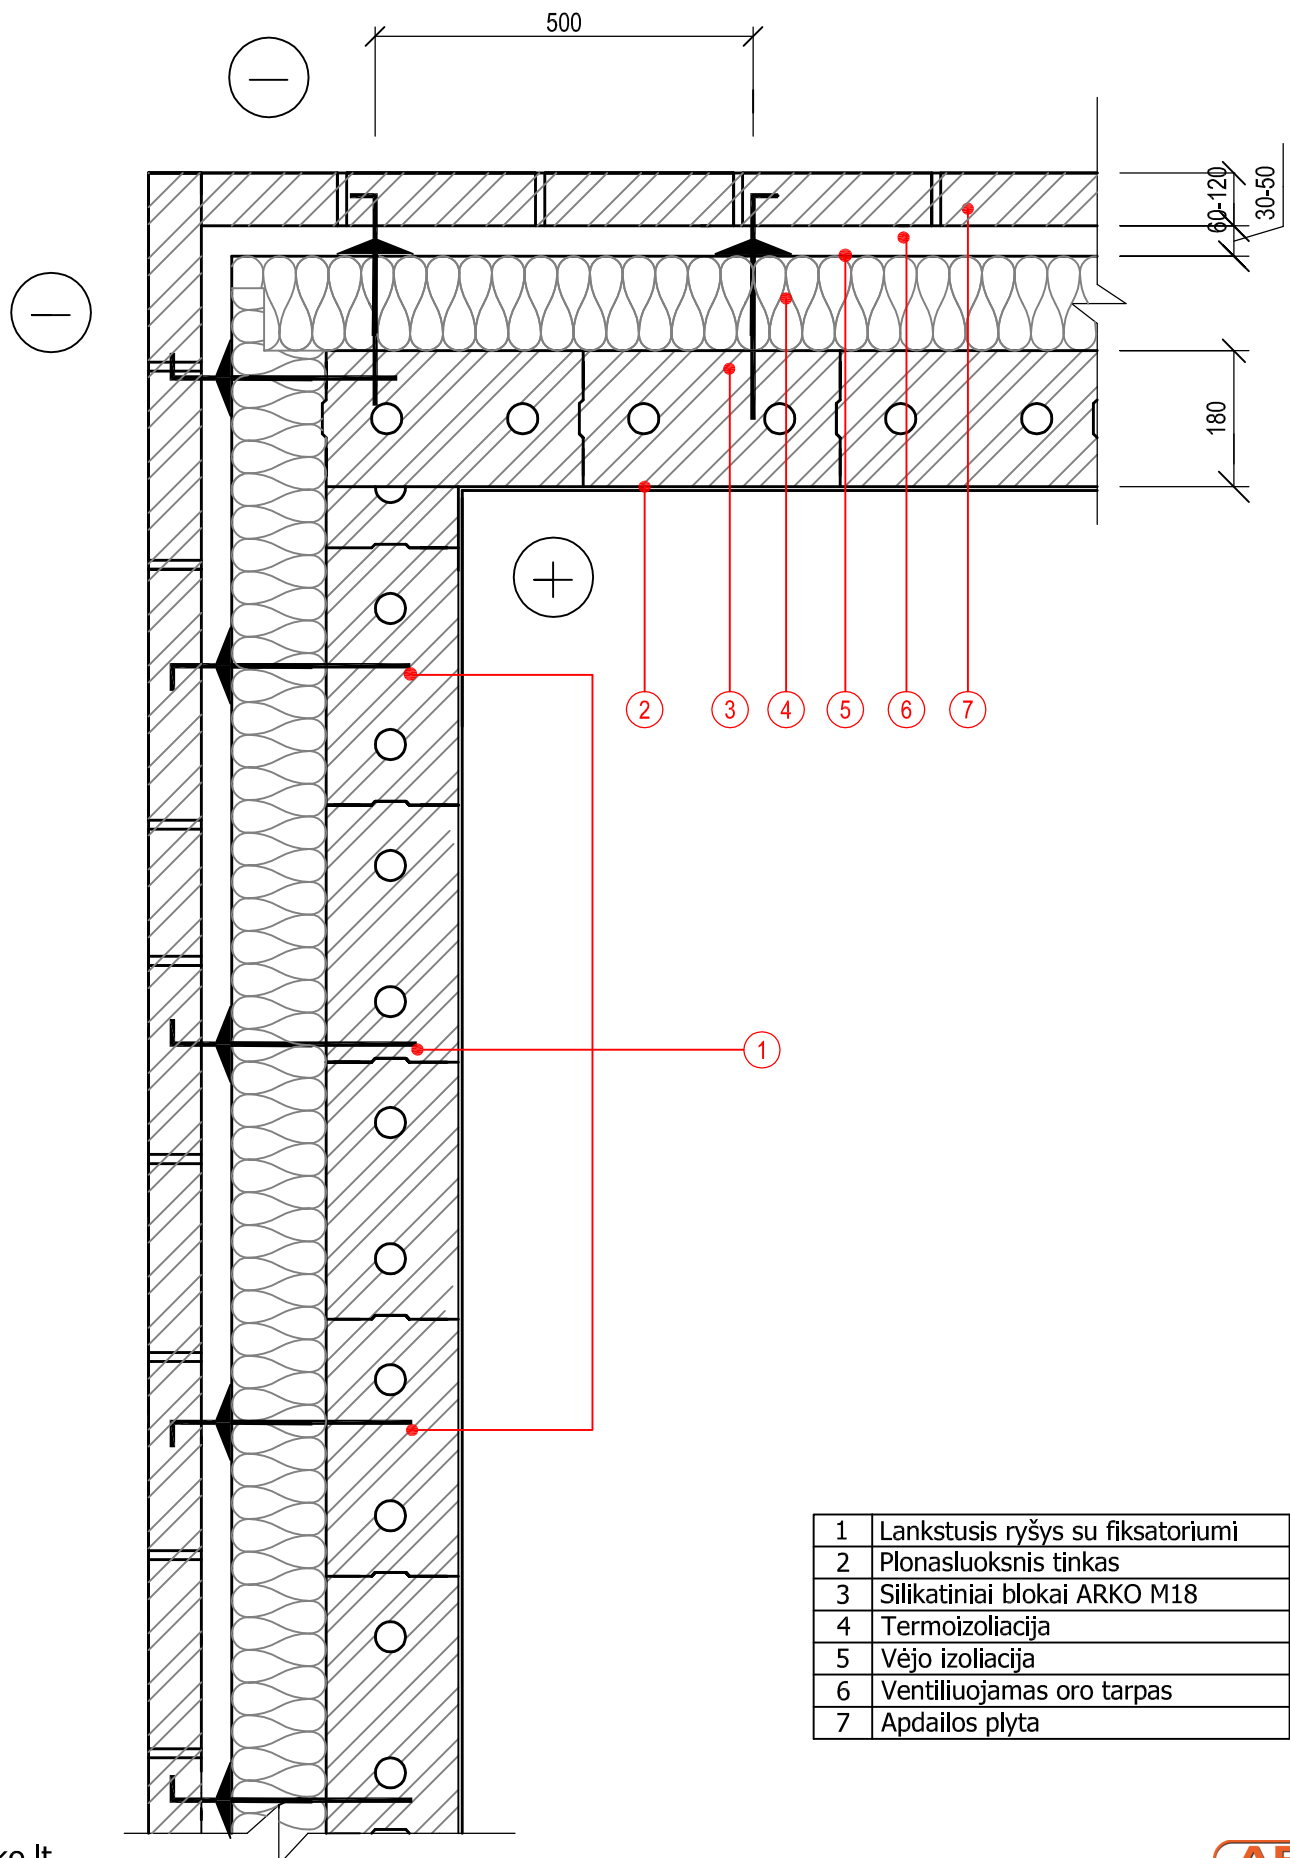 500
60-120
30-50
180
2
3
4
5
6
7
1
1 Lankstusis ryšys su fiksatoriumi
2 Plonasluoksnis tinkas
3 Silikatiniai blokai ARKO M18
4 Termoizoliacija
5 Vėjo izoliacija
6 Ventiliuojamas oro tarpas
7 Apdailos plyta